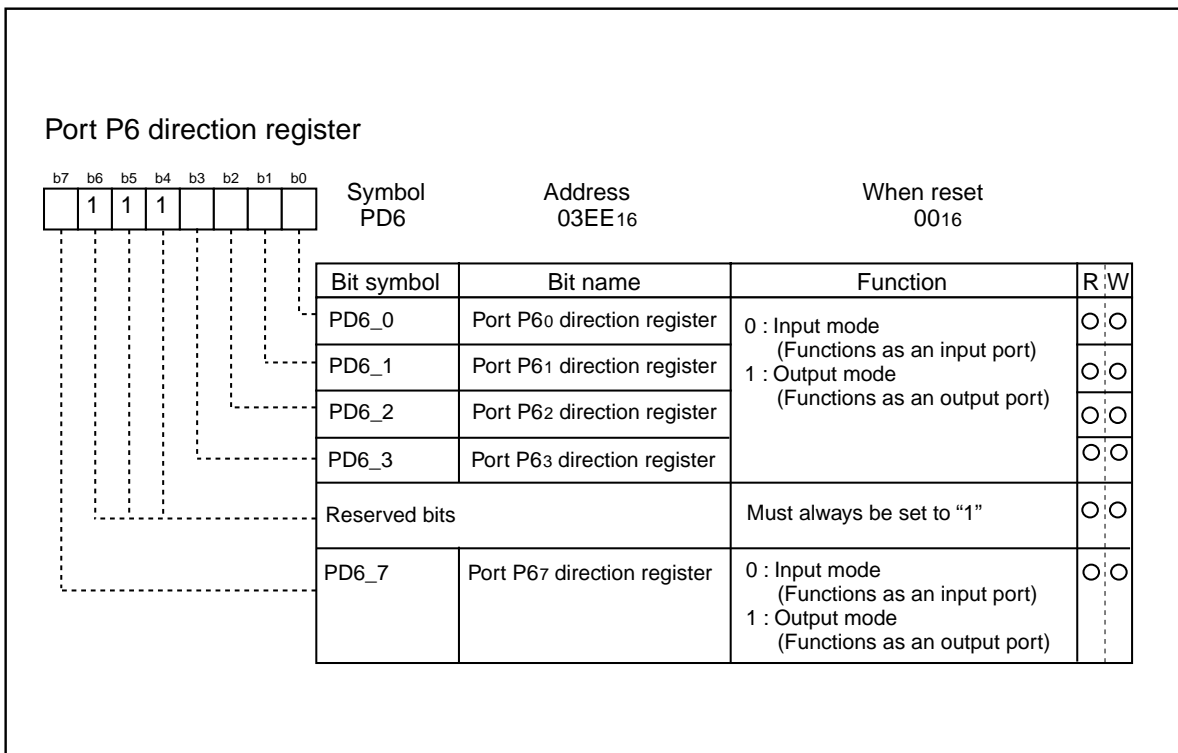 Port P6 direction register
b7 b6 b5 b4 b3 b2 b1 b0
1 1 1
Symbol Address When reset
PD6 03EE16 0016
Bit symbol Bit name Function R W
PD6_0 Port P60 direction register
PD6_1 Port P61 direction register
PD6_2 Port P62 direction register
PD6_3 Port P63 direction register
0 : Input mode
(Functions as an input port)
1 : Output mode
(Functions as an output port)
Reserved bits Must always be set to “1”
PD6_7 Port P67 direction register 0 : Input mode
(Functions as an input port)
1 : Output mode
(Functions as an output port)